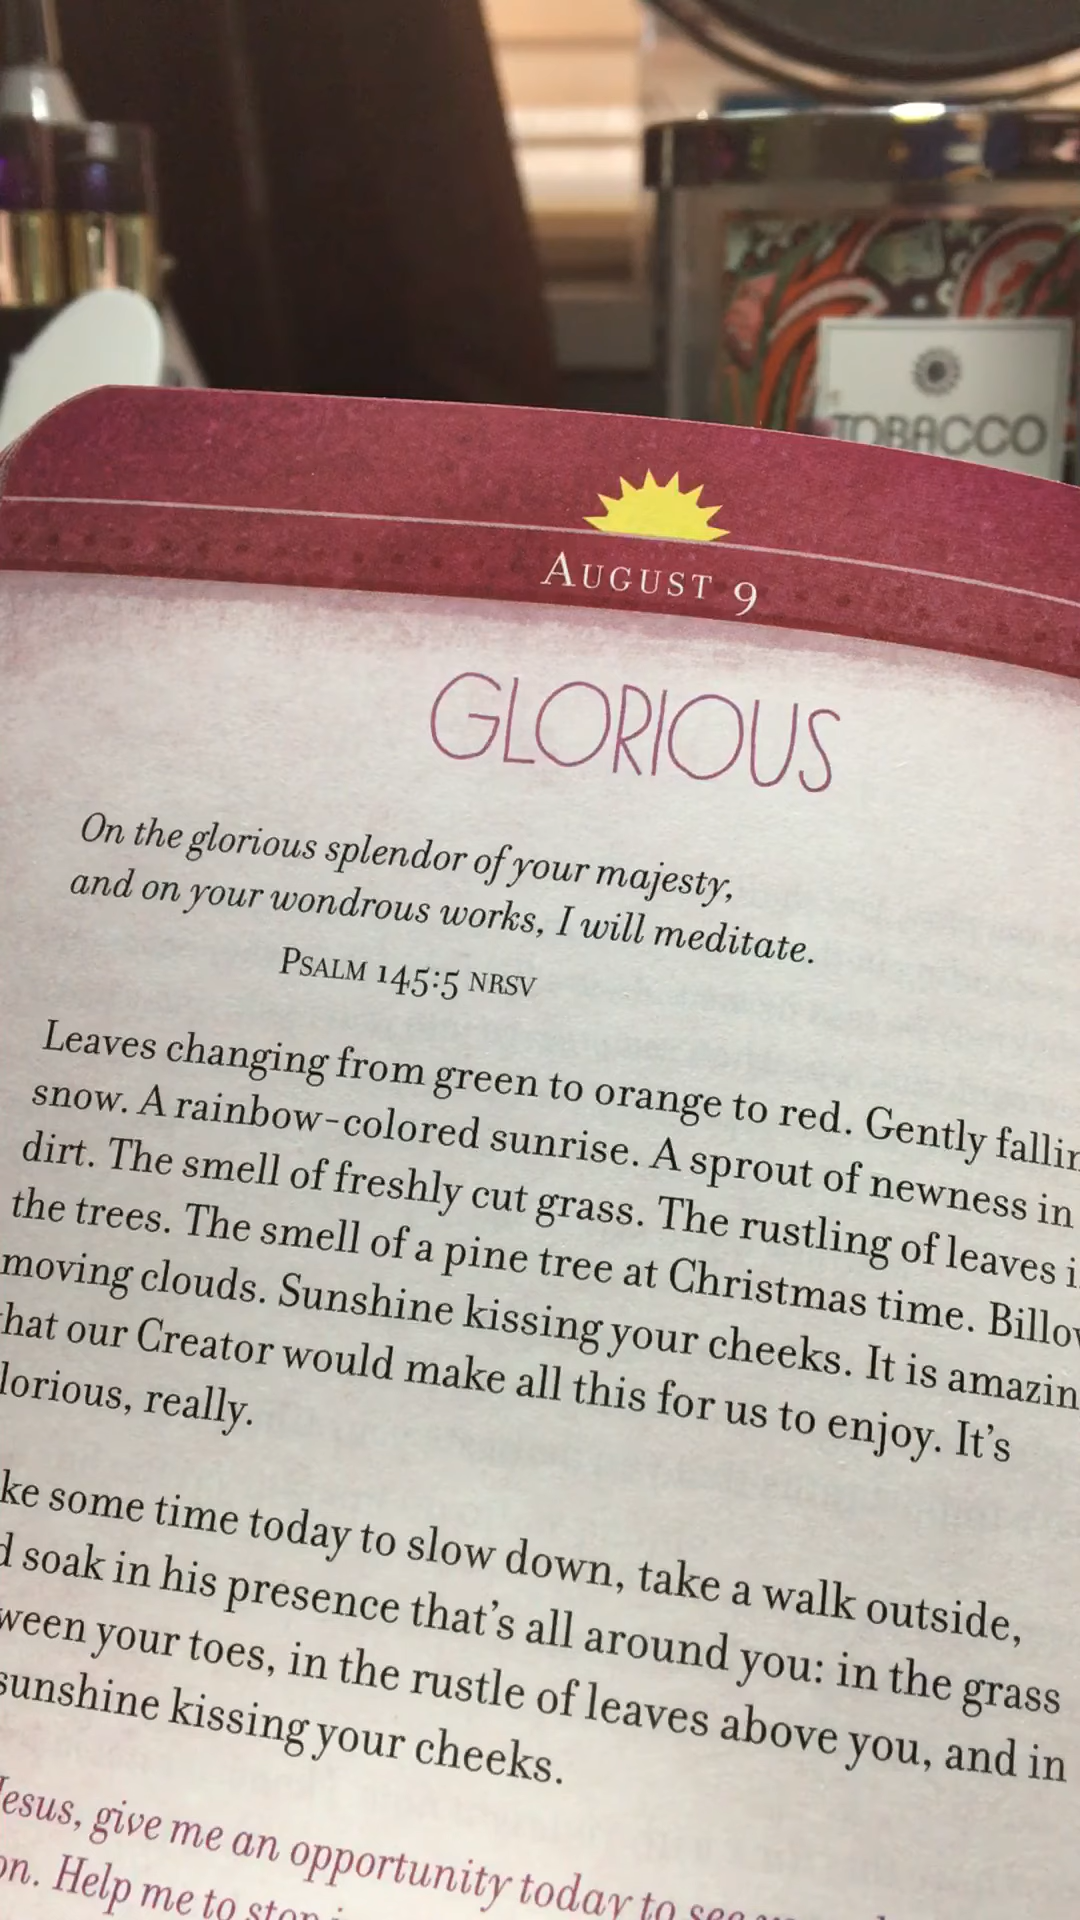 TOBACCO
AUGUST 9
GLORIOUS
On the glorious splendor of your majesty,
and on your wondrous works, I will meditate.
PSALM 145:5 NRSV
Leaves changing from green to orange to red. Gently fallin
snow. A rainbow-colored sunrise. A sprout of newness in
dirt. The smell of freshly cut grass. The rustling of leaves i
the trees. The smell of a pine tree at Christmas time. Billow
moving clouds. Sunshine kissing your cheeks. It is amazin
hat our Creator would make all this for us to enjoy. It's
lorious, really.
ke some time today to slow down, take a walk outside,
d soak in his presence that's all around you: in the grass
ween your toes, in the rustle of leaves above you, and in
sunshine kissing your cheeks.
Jesus, give me an opportunity today to see
on. Help me to stop